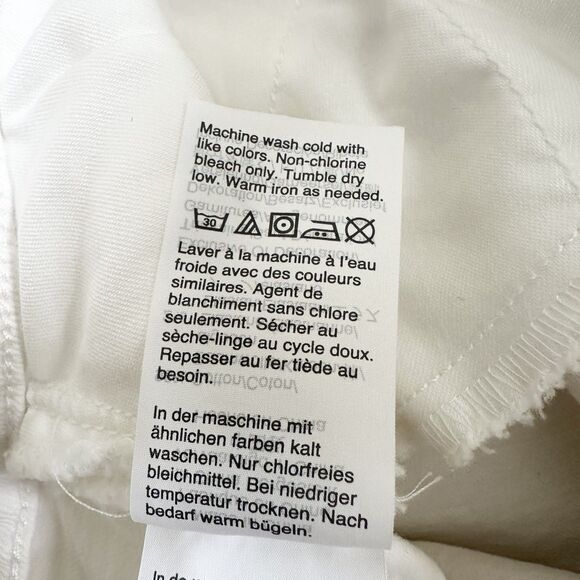 Machine wash cold with
like colors. Non-chlorine
bleach only. Tumble dry
low. Warm iron as needed.
30
Laver à la machine à l'eau
froide avec des couleurs
similaires. Agent de
blanchiment sans chlore
seulement. Sécher au
sèche-linge au cycle doux.
Repasser au fer tiède au
besoin.
In der maschine mit
ähnlichen farben kalt
waschen. Nur chlorfreies
bleichmittel. Bei niedriger
temperatur trocknen. Nach
bedarf warm bügeln.